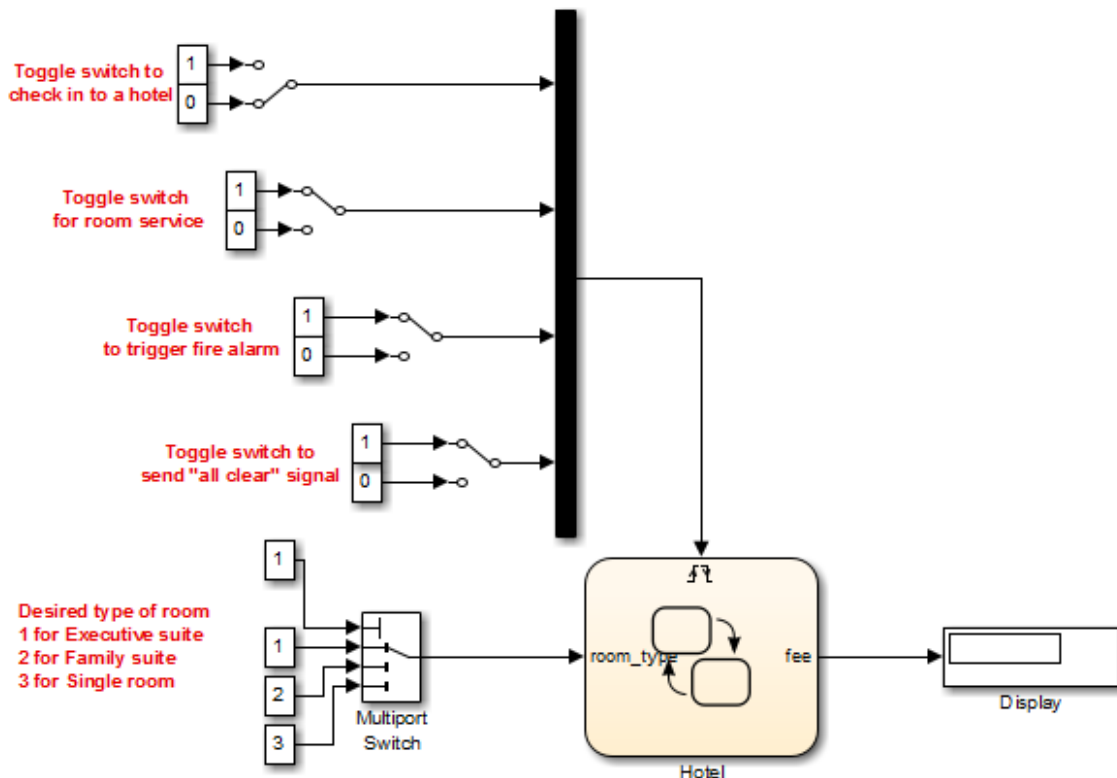 Toggle switch to
check in to a hotel
1
0
Toggle switch
for room service
1
0
Toggle switch
to trigger fire alarm
1
0
Toggle switch to
send "all clear" signal
1
0
Desired type of room
1 for Executive suite
2 for Family suite
3 for Single room
1
1
2
3
Multiport
Switch
room_type
fee
Hotel
Display